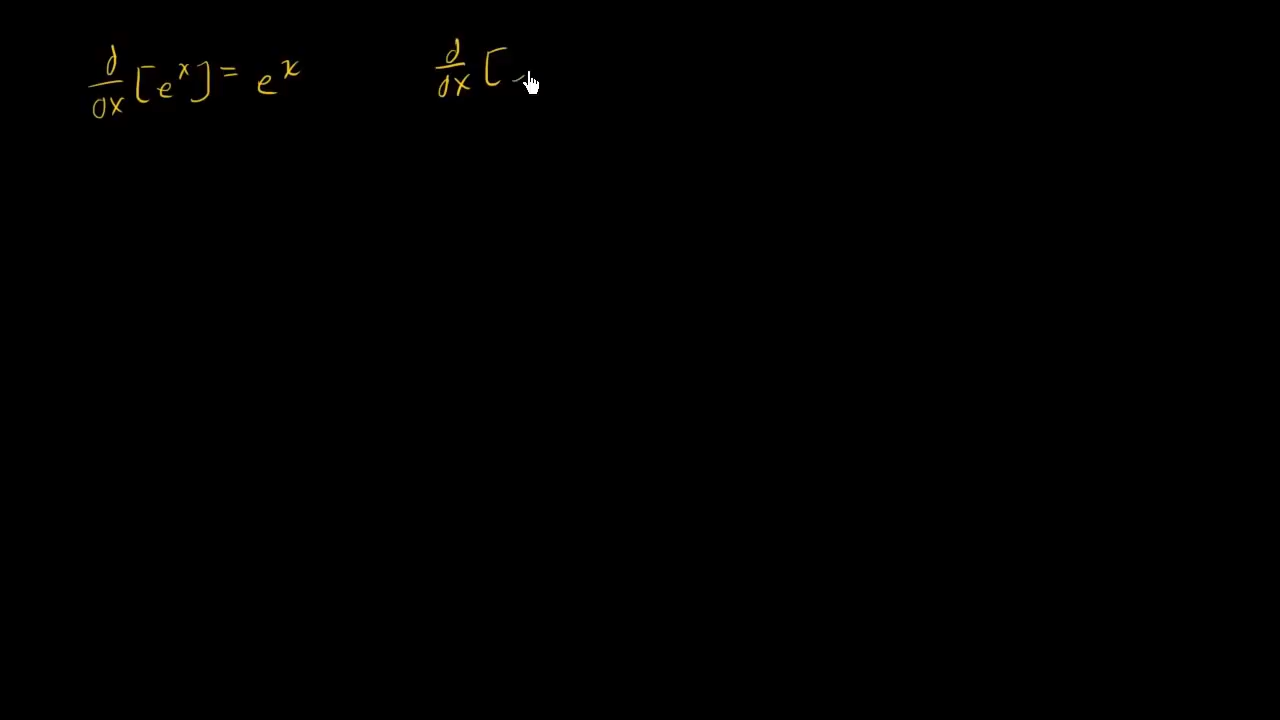 d/dx [e^x] = e^x d/dx [